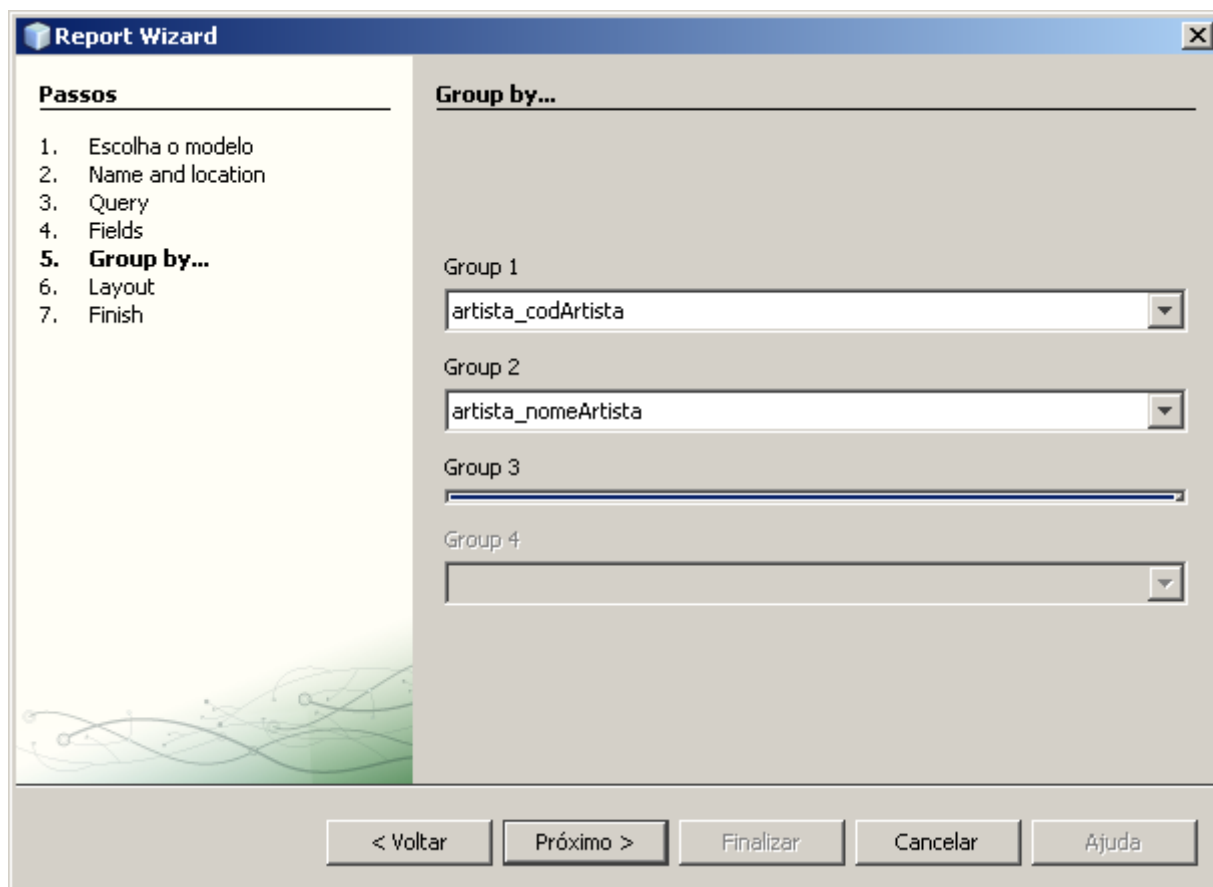 Report Wizard
Passos
1. Escolha o modelo
2. Name and location
3. Query
4. Fields
5. Group by...
6. Layout
7. Finish
Group by...
Group 1
artista_codArtista
Group 2
artista_nomeArtista
Group 3
Group 4
< Voltar
Próximo >
Finalizar
Cancelar
Ajuda